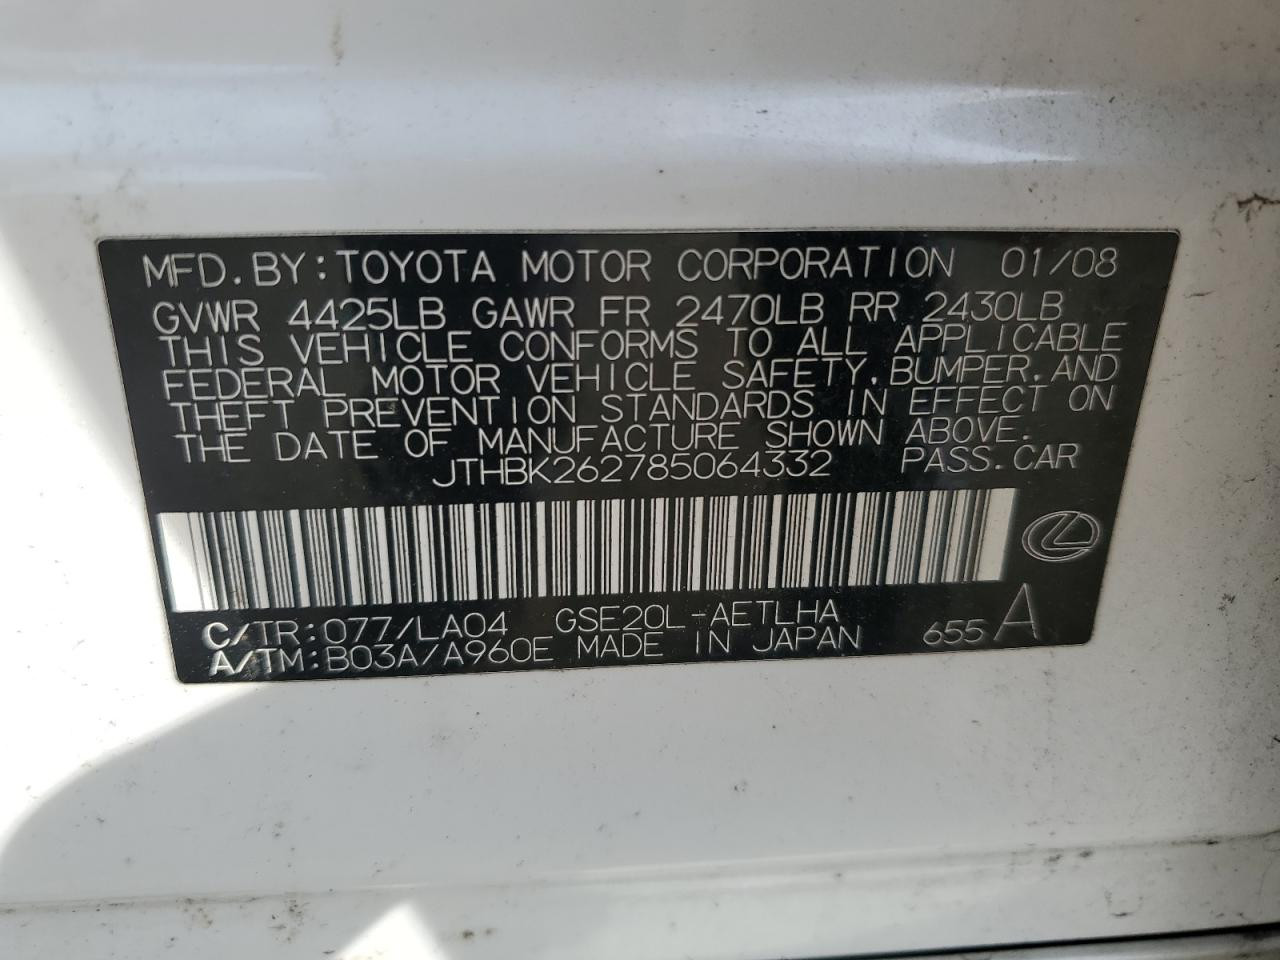 MFD.BY:TOYOTA MOTOR CORPORATION 01/08
GVWR 4425LB GAWR FR 2470LB RR 2430LB
THIS VEHICLE CONFORMS TO ALL APPLICABLE
FEDERAL MOTOR VEHICLE SAFETY,BUMPER,AND
THEFT PREVENTION STANDARDS IN EFFECT ON
THE DATE OF MANUFACTURE SHOWN ABOVE.
JTHBK262785064332 PASS.CAR
C/TR:077/LA04 GSE20L-AETLHA
A/TM:B03A/A960E MADE IN JAPAN 655 A